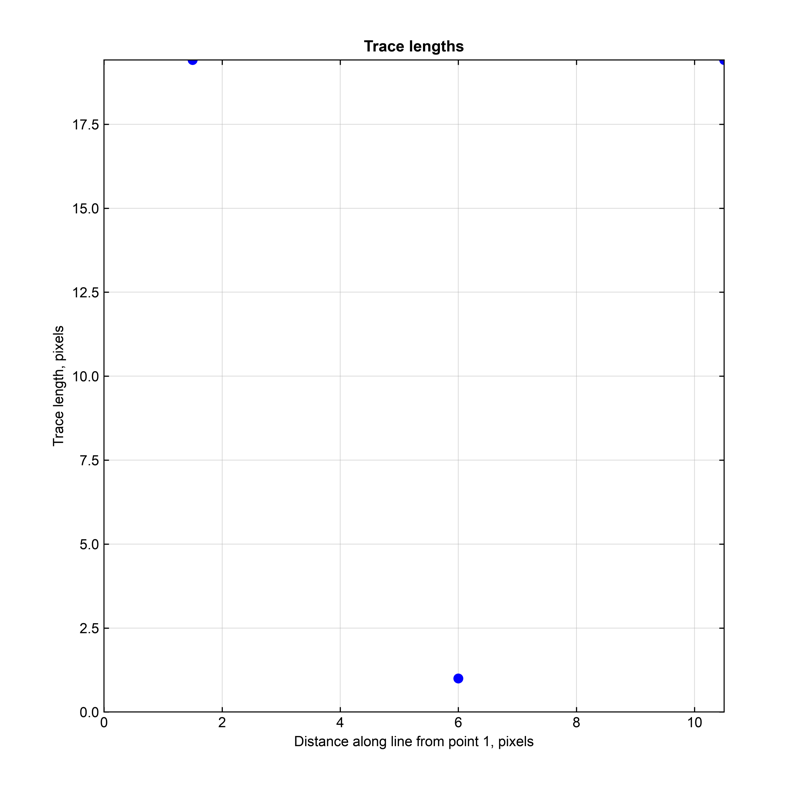 Trace lengths
17.5
15.0
12.5
10.0
7.5
5.0
2.5
0.0
Trace length, pixels
0 2 4 6 8 10
Distance along line from point 1, pixels